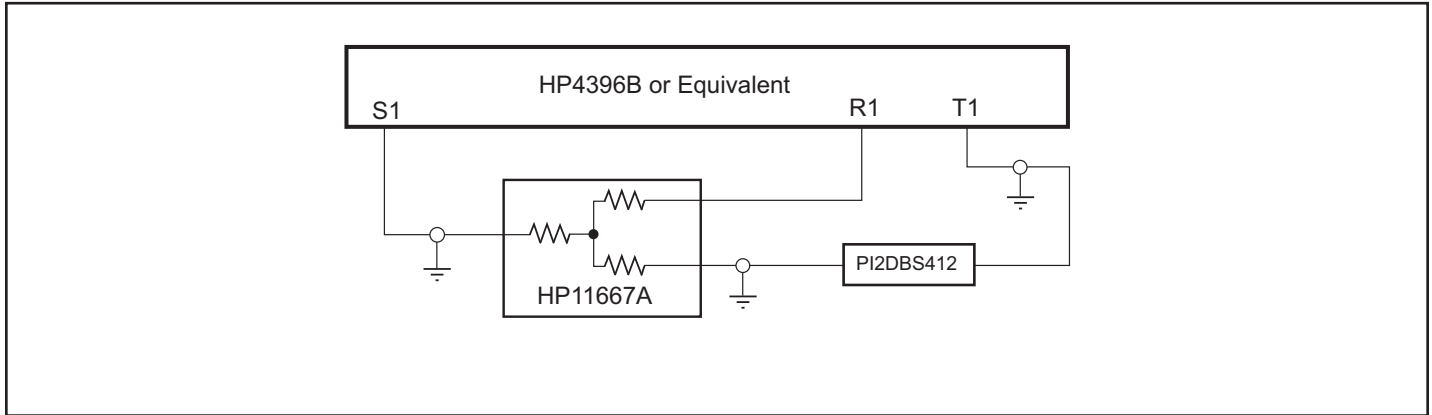 HP4396B or Equivalent
S1
R1
T1
HP11667A
PI2DBS412